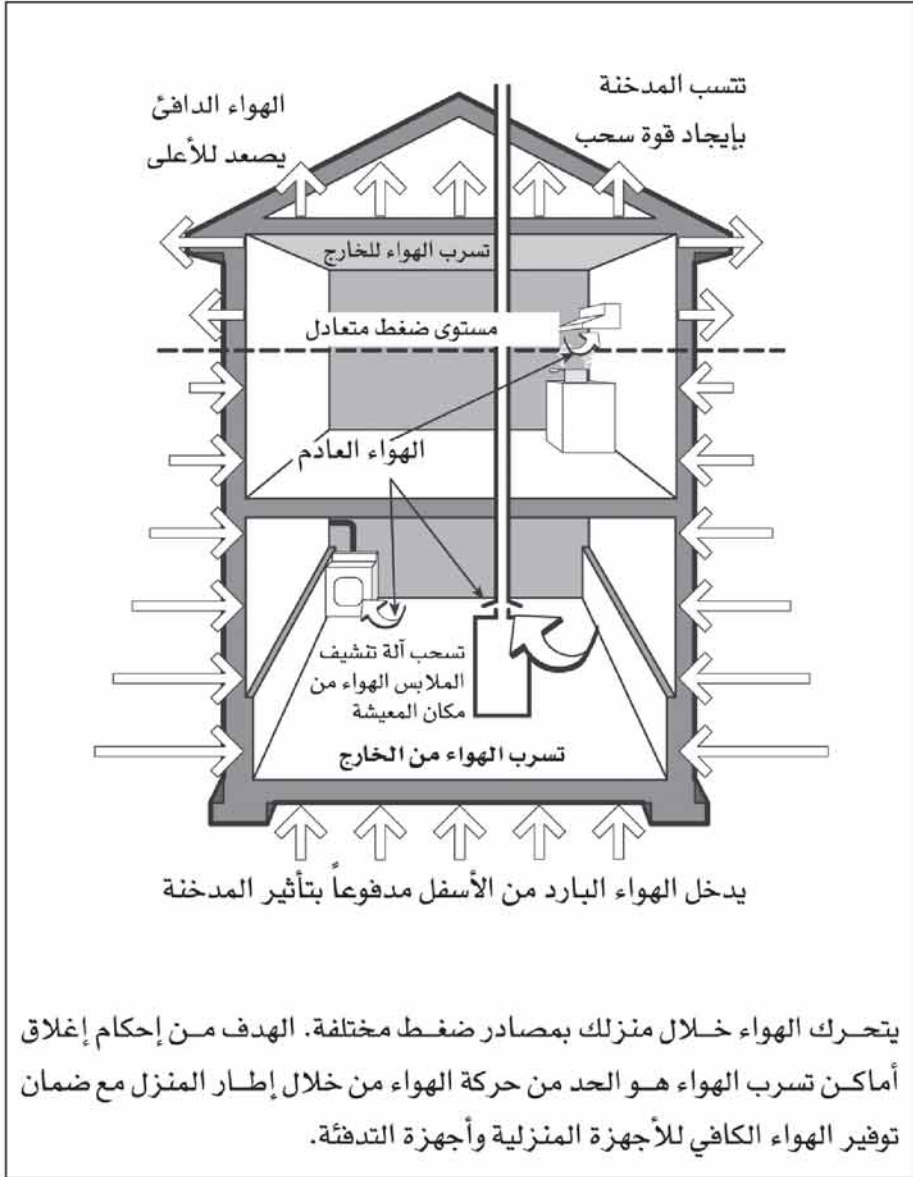 تتسب المدخنة
بإيجاد قوة سحب
الهواء الدافئ
يصعد للأعلى
تسرب الهواء للخارج
مستوى ضغط متعادل
الهواء العادم
تسحب آلة تنشيف
الملابس الهواء من
مكان المعيشة
تسرب الهواء من الخارج
يدخل الهواء البارد من الأسفل مدفوعاً بتأثير المدخنة
يتحرك الهواء خلال منزلك بمصادر ضغط مختلفة. الهدف من إحكام إغلاق
أماكن تسرب الهواء هو الحد من حركة الهواء من خلال إطار المنزل مع ضمان
توفير الهواء الكافي للأجهزة المنزلية وأجهزة التدفئة.